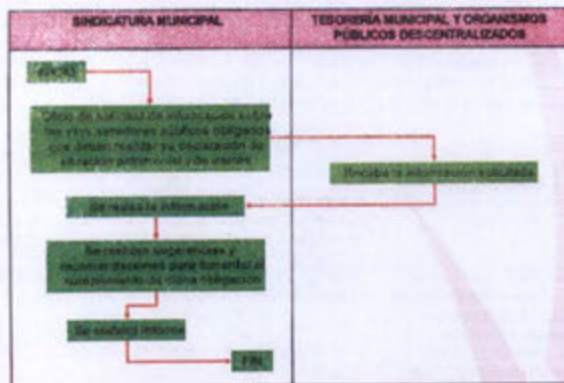 SINDICATURA MUNICIPAL
TESORERÍA MUNICIPAL Y ORGANISMOS
PÚBLICOS DESCENTRALIZADOS
INICIO
Oficio de solicitud de información sobre
los servidores públicos obligados
que deben realizar su declaración de
situación patrimonial y de interés
la información solicitada
Se revisa la información
Se realizan sugerencias y
recomendaciones para fomentar el
cumplimiento de dicha obligación
Se informe
FIN